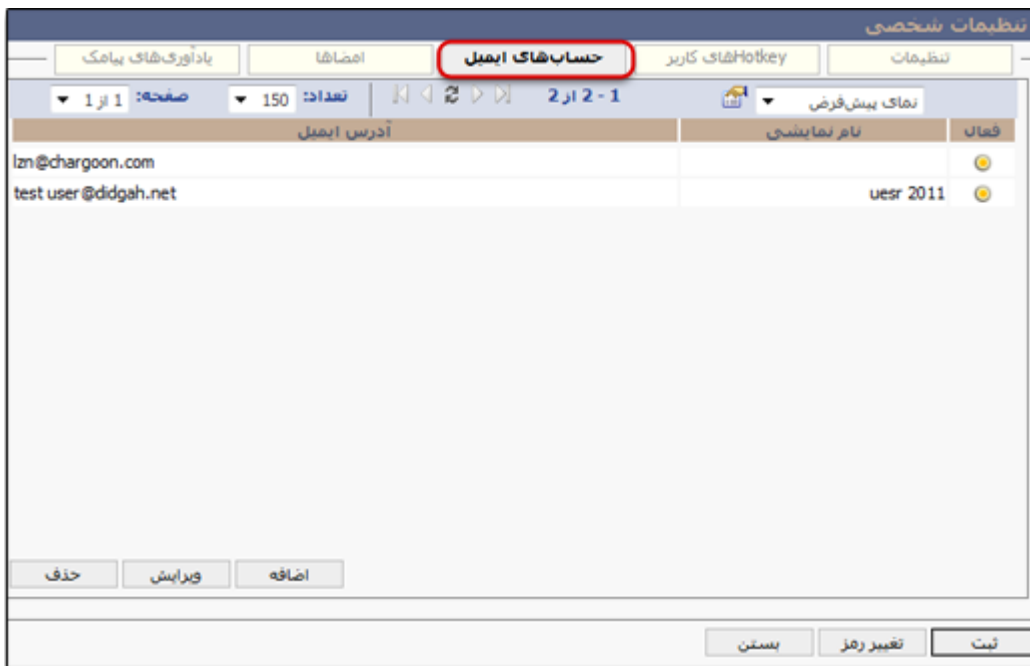 تنظیمات شخصی
تنظیمات Hotkeyهای کاربر حساب‌های ایمیل امضاها یادآوری‌های پیامک
نمای پیش‌فرض 1 - 2 از 2 تعداد: 150 صفحه: 1 از 1
فعال نام نمایشی آدرس ایمیل
lzn@chargoon.com
uesr 2011 test user@didgah.net
اضافه ویرایش حذف
ثبت تغییر رمز بستن